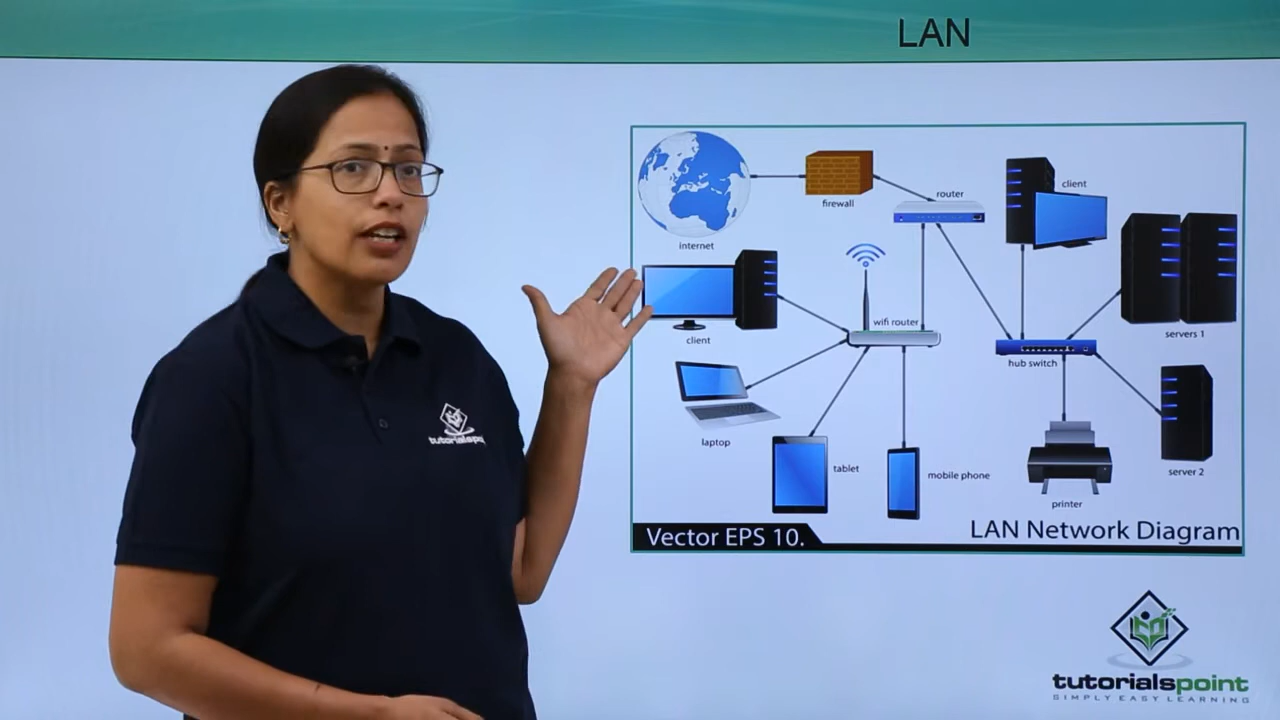 LAN
internet
firewall
router
client
servers 1
client
wifi router
hub switch
laptop
tablet
mobile phone
printer
server 2
Vector EPS 10.
LAN Network Diagram
tutorialspoint
SIMPLY EASY LEARNING